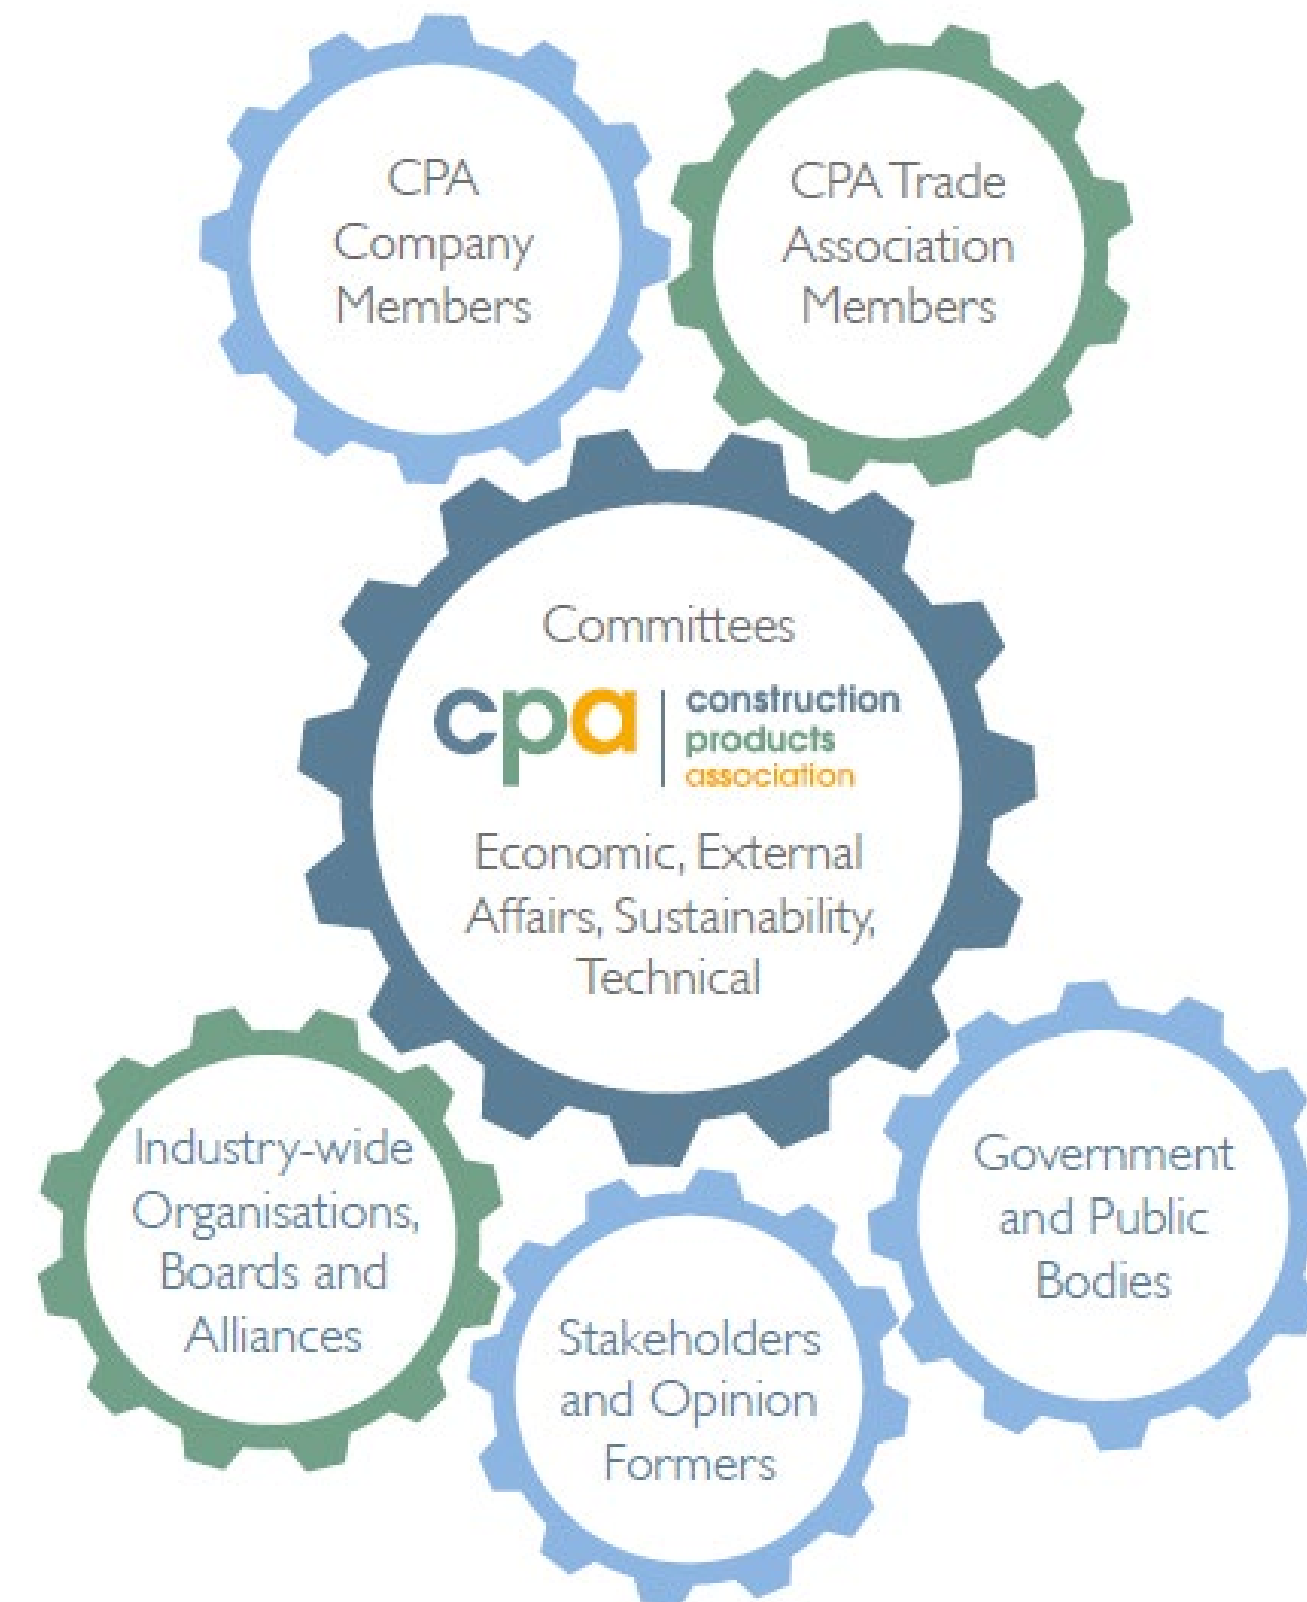 CPA
Company
Members
CPA Trade
Association
Members
Committees
cpa
construction
products
association
Economic, External
Affairs, Sustainability,
Technical
Industry-wide
Organisations,
Boards and
Alliances
Stakeholders
and Opinion
Formers
Government
and Public
Bodies